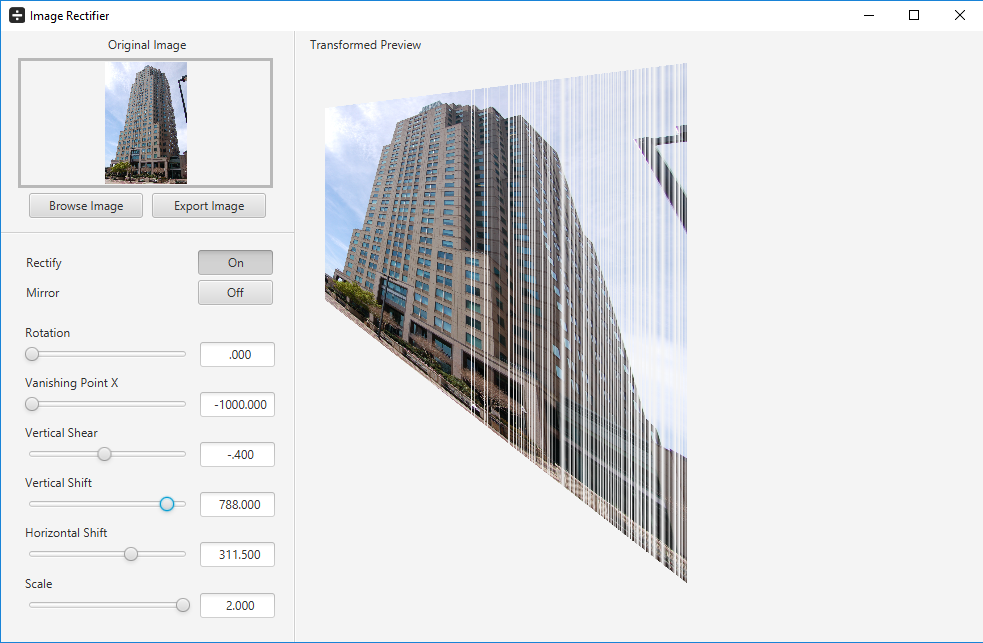 Image Rectifier
Original Image
Transformed Preview
Browse Image
Export Image
Rectify
On
Mirror
Off
Rotation
.000
Vanishing Point X
-1000.000
Vertical Shear
-.400
Vertical Shift
788.000
Horizontal Shift
311.500
Scale
2.000